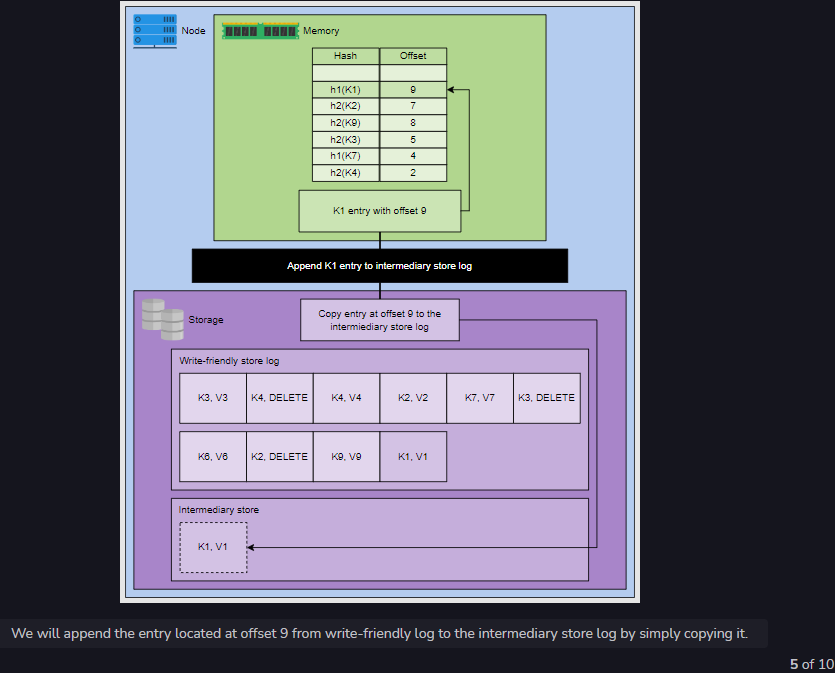 Node
Memory
Hash Offset
h1(K1) 9
h2(K2) 7
h2(K9) 8
h2(K3) 5
h1(K7) 4
h2(K4) 2
K1 entry with offset 9
Append K1 entry to intermediary store log
Storage
Copy entry at offset 9 to the
intermiediary store log
Write-friendly store log
K3, V3 K4, DELETE K4, V4 K2, V2 K7, V7 K3, DELETE
K6, V6 K2, DELETE K9, V9 K1, V1
Intermediary store
K1, V1
We will append the entry located at offset 9 from write-friendly log to the intermediary store log by simply copying it.
5 of 10